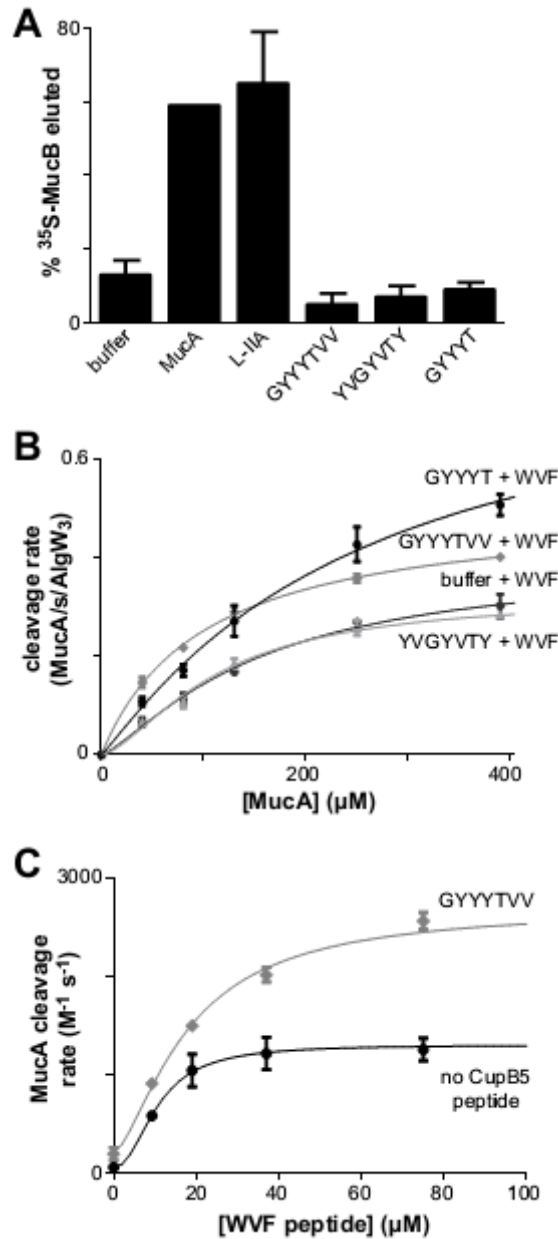 A
80
0
% ³⁵S-MucB eluted
buffer
MucA
L-IIA
GYYYTVV
YVGYVTY
GYYYT
B
0.6
0
cleavage rate
(MucA/s/AlgW₃)
GYYYT + WVF
GYYYTVV + WVF
buffer + WVF
YVGYVTY + WVF
0
200
400
[MucA] (µM)
C
3000
0
MucA cleavage
rate (M⁻¹ s⁻¹)
GYYYTVV
no CupB5
peptide
0
20
40
60
80
100
[WVF peptide] (µM)